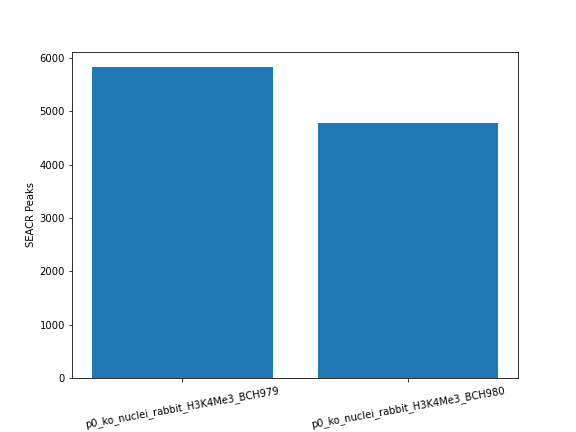 6000
5000
4000
3000
2000
1000
0
SEACR Peaks
p0_ko_nuclei_rabbit_H3K4Me3_BCH979
p0_ko_nuclei_rabbit_H3K4Me3_BCH980